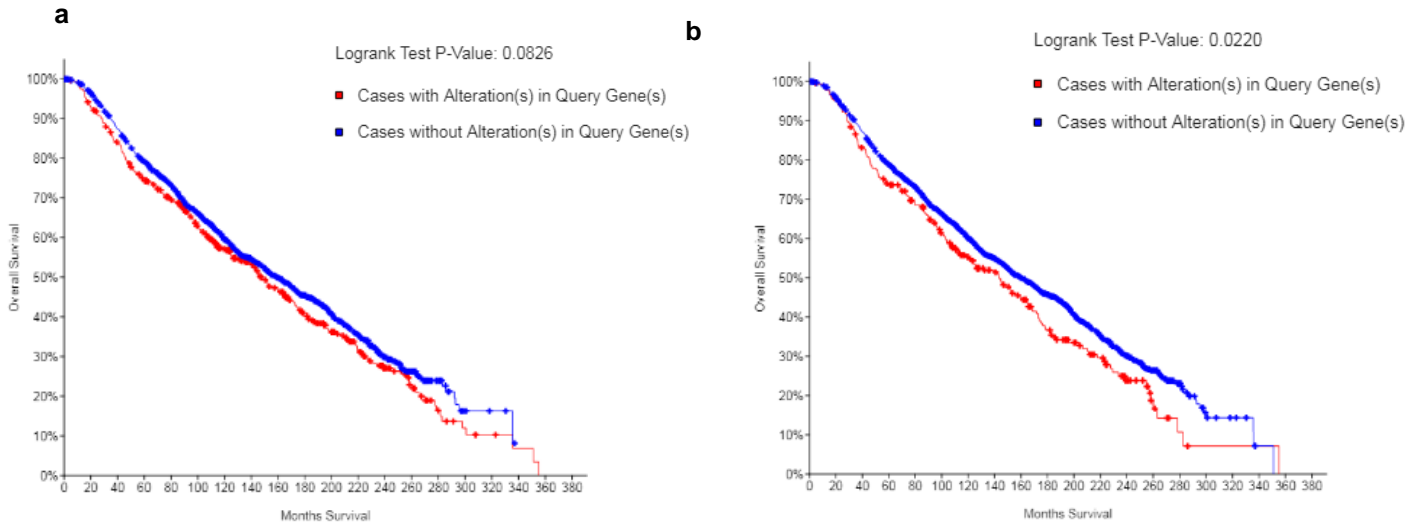 a
Logrank Test P-Value: 0.0826
Cases with Alteration(s) in Query Gene(s)
Cases without Alteration(s) in Query Gene(s)
100%
90%
80%
70%
60%
50%
40%
30%
20%
10%
0%
Overall Survival
0 20 40 60 80 100 120 140 160 180 200 220 240 260 280 300 320 340 360 380
Months Survival
b
Logrank Test P-Value: 0.0220
Cases with Alteration(s) in Query Gene(s)
Cases without Alteration(s) in Query Gene(s)
100%
90%
80%
70%
60%
50%
40%
30%
20%
10%
0%
Overall Survival
0 20 40 60 80 100 120 140 160 180 200 220 240 260 280 300 320 340 360 380
Months Survival